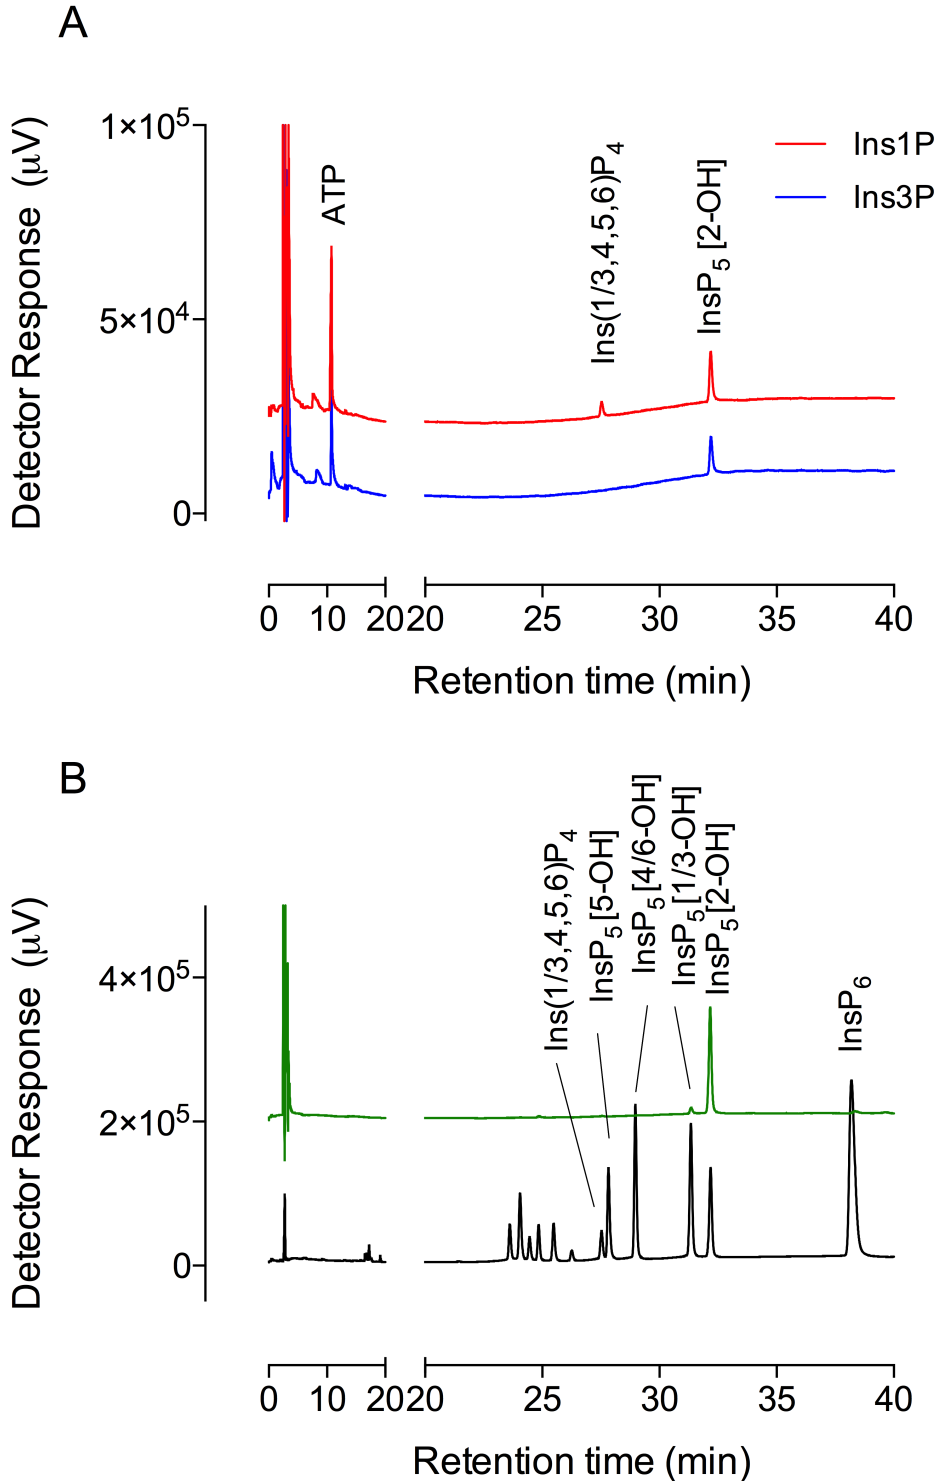 A
Detector Response (μV)
1×10⁵
5×10⁴
0
ATP
Ins(1/3,4,5,6)P₄
InsP₅ [2-OH]
Ins1P
Ins3P
0 10 20 20 25 30 35 40
Retention time (min)
B
Detector Response (μV)
4×10⁵
2×10⁵
0
Ins(1/3,4,5,6)P₄
InsP₅ [5-OH]
InsP₅ [4/6-OH]
InsP₅ [1/3-OH]
InsP₅ [2-OH]
InsP₆
0 10 20 20 25 30 35 40
Retention time (min)